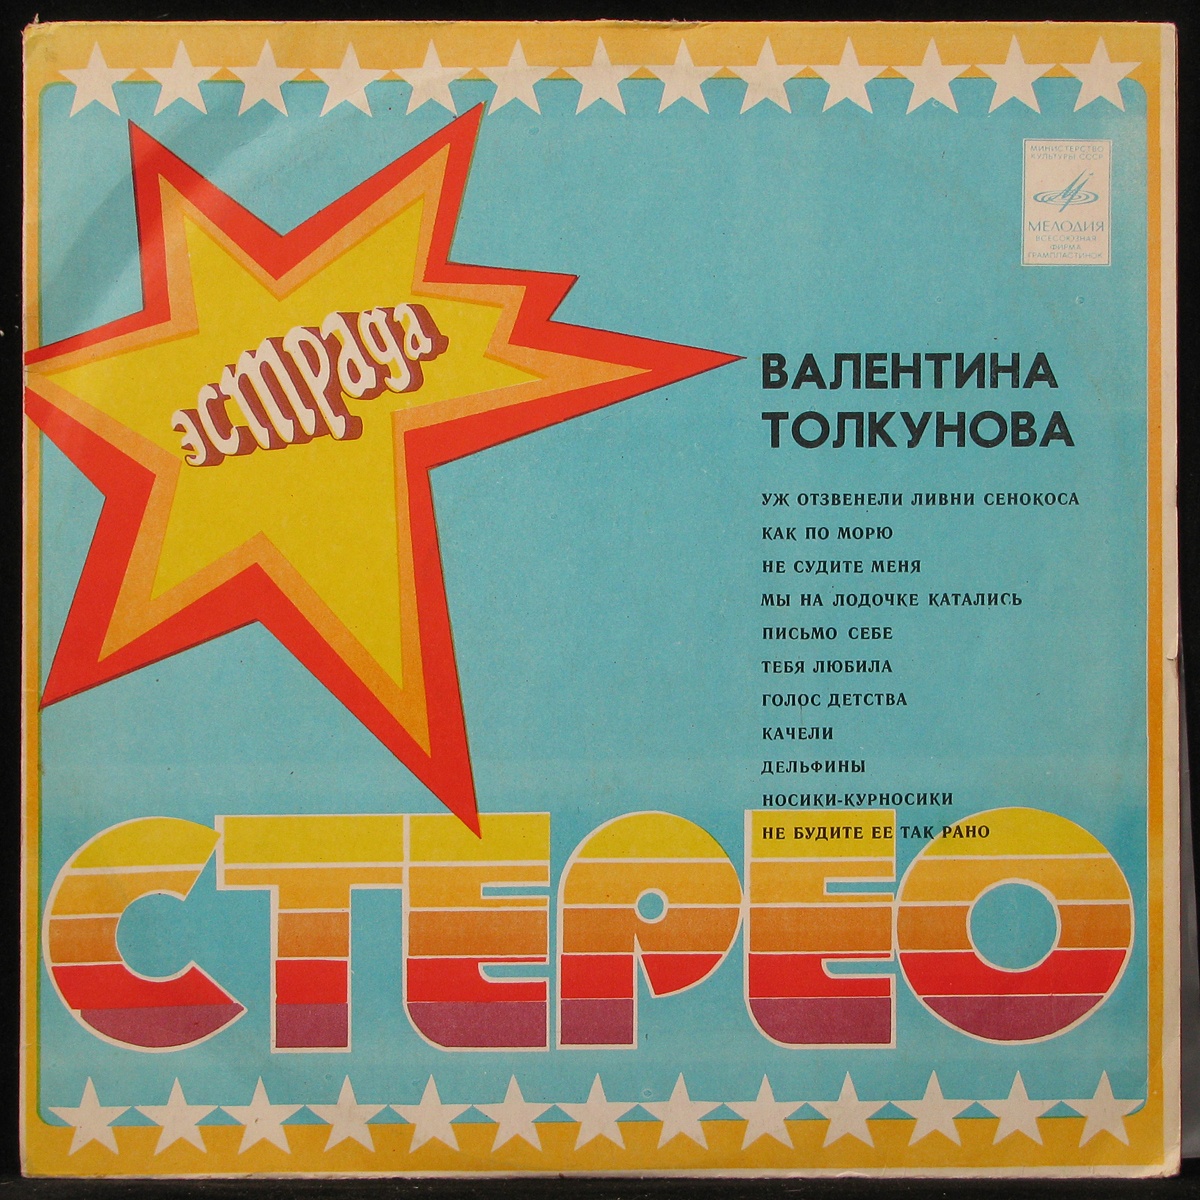 эстрада
МИНИСТЕРСТВО
КУЛЬТУРЫ СССР
МЕЛОДИЯ
ВСЕСОЮЗНАЯ
ФИРМА
ГРАМПЛАСТИНОК
ВАЛЕНТИНА
ТОЛКУНОВА
УЖ ОТЗВЕНЕЛИ ЛИВНИ СЕНОКОСА
КАК ПО МОРЮ
НЕ СУДИТЕ МЕНЯ
МЫ НА ЛОДОЧКЕ КАТАЛИСЬ
ПИСЬМО СЕБЕ
ТЕБЯ ЛЮБИЛА
ГОЛОС ДЕТСТВА
КАЧЕЛИ
ДЕЛЬФИНЫ
НОСИКИ-КУРНОСИКИ
НЕ БУДИТЕ ЕЕ ТАК РАНО
СТЕРЕО